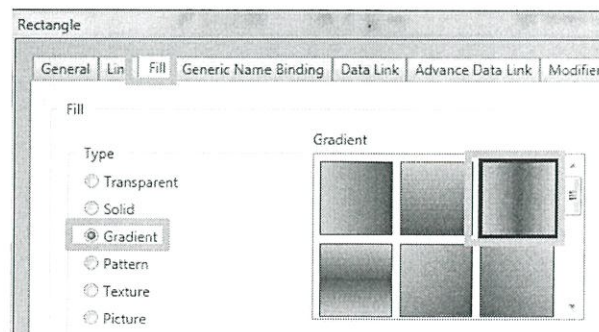 Rectangle
General Lin Fill Generic Name Binding Data Link Advance Data Link Modifier
Fill
Type
Gradient
Transparent
Solid
Gradient
Pattern
Texture
Picture